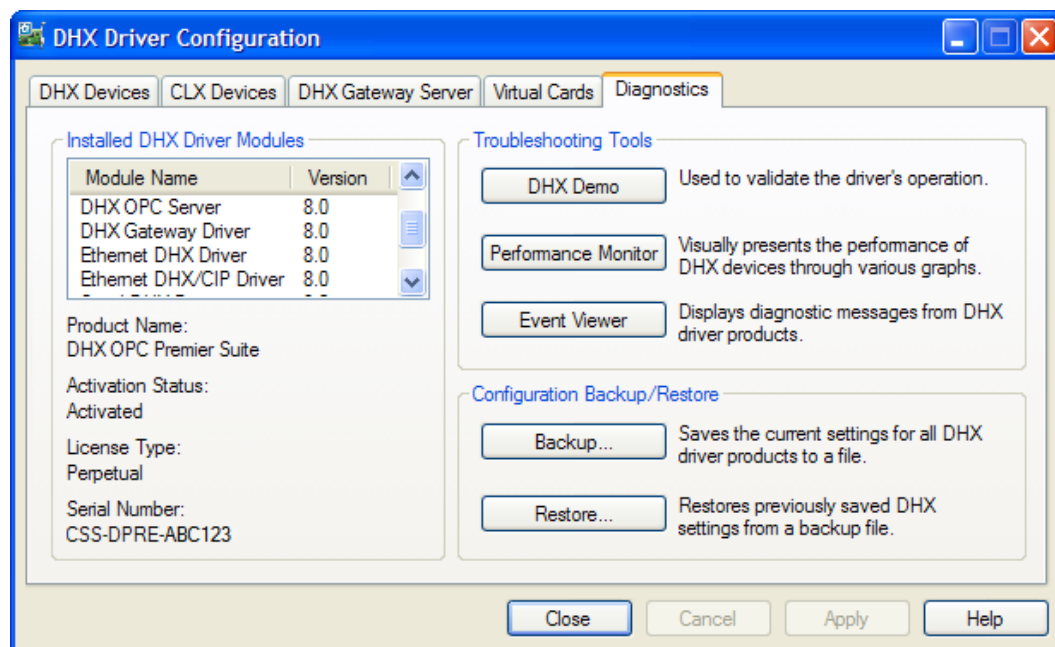 DHX Driver Configuration
DHX Devices
CLX Devices
DHX Gateway Server
Virtual Cards
Diagnostics
Installed DHX Driver Modules
Module Name Version
DHX OPC Server 8.0
DHX Gateway Driver 8.0
Ethernet DHX Driver 8.0
Ethernet DHX/CIP Driver 8.0
Product Name:
DHX OPC Premier Suite
Activation Status:
Activated
License Type:
Perpetual
Serial Number:
CSS-DPRE-ABC123
Troubleshooting Tools
DHX Demo
Used to validate the driver's operation.
Performance Monitor
Visually presents the performance of
DHX devices through various graphs.
Event Viewer
Displays diagnostic messages from DHX
driver products.
Configuration Backup/Restore
Backup...
Saves the current settings for all DHX
driver products to a file.
Restore...
Restores previously saved DHX
settings from a backup file.
Close
Cancel
Apply
Help